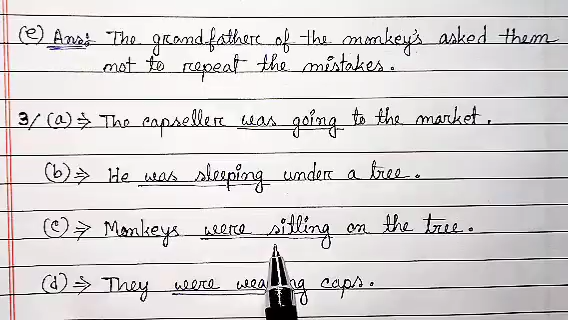 (e) Ans: The grandfather of the monkey's asked them
not to repeat the mistakes.
3/ (a) ⇒ The capseller was going to the market.
(b) ⇒ He was sleeping under a tree.
(c) ⇒ Monkeys were sitting on the tree.
(d) ⇒ They were caps.